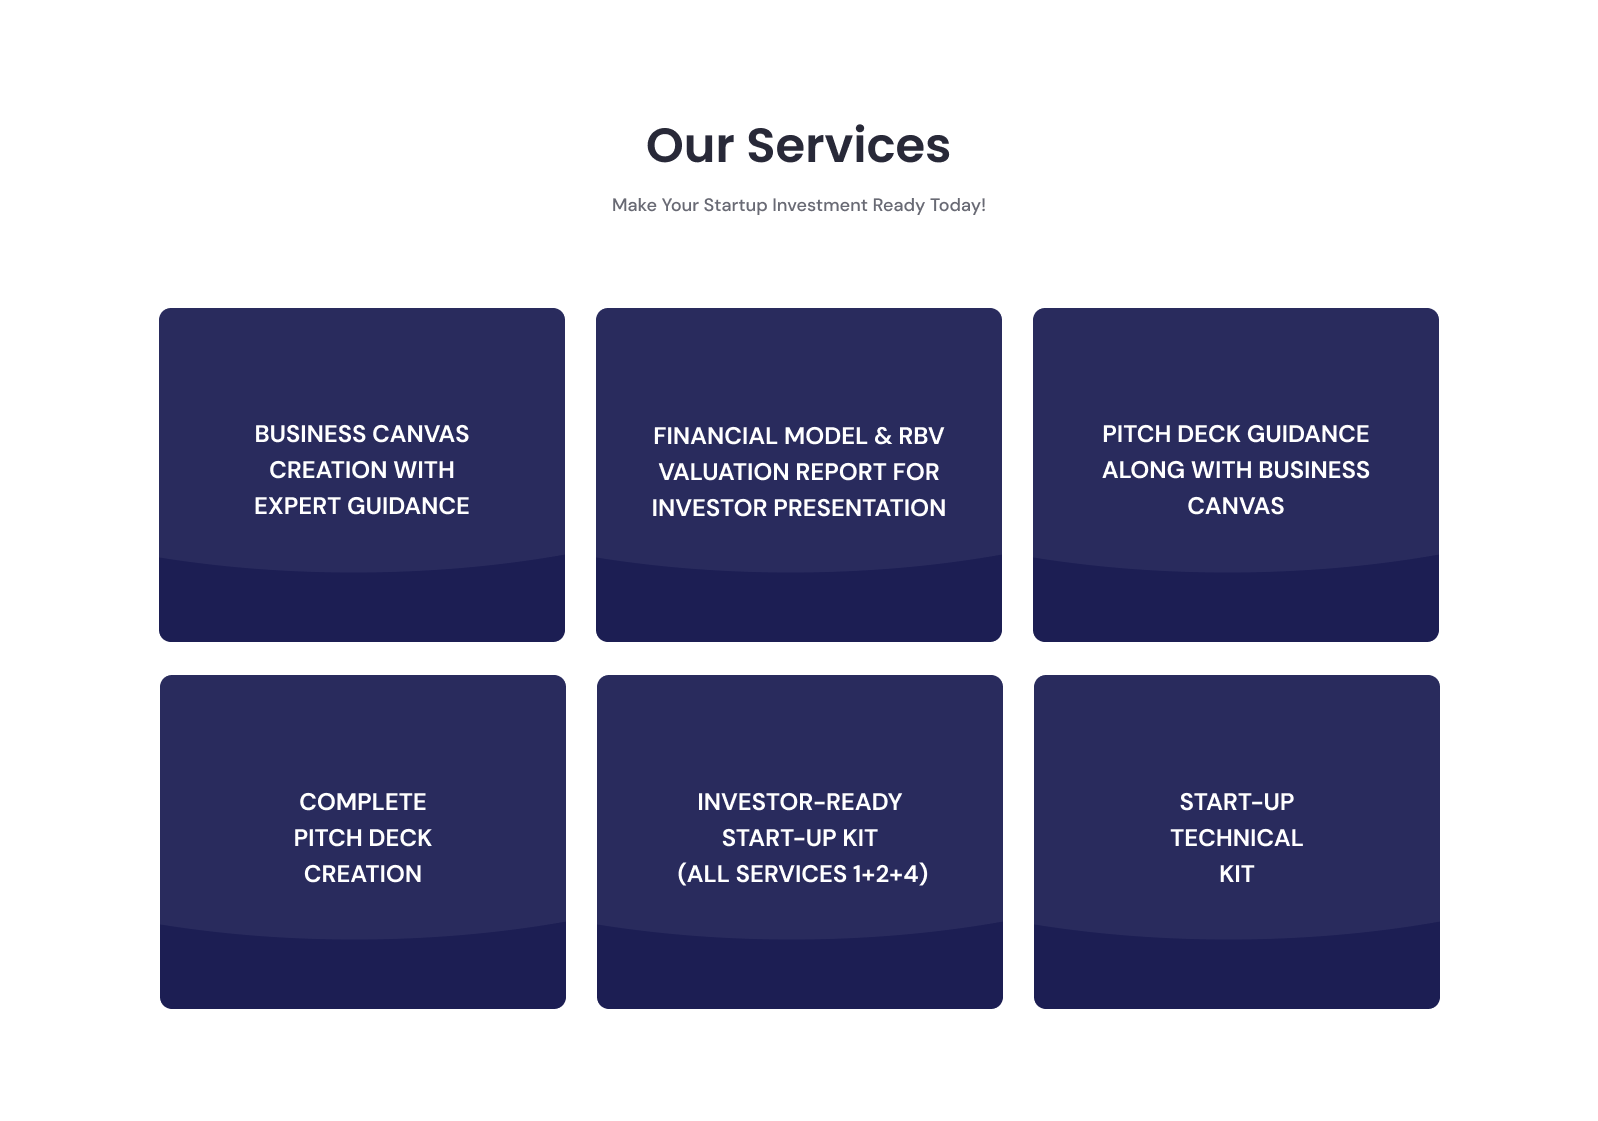 Our Services
Make Your Startup Investment Ready Today!
BUSINESS CANVAS
CREATION WITH
EXPERT GUIDANCE
FINANCIAL MODEL & RBV
VALUATION REPORT FOR
INVESTOR PRESENTATION
PITCH DECK GUIDANCE
ALONG WITH BUSINESS
CANVAS
COMPLETE
PITCH DECK
CREATION
INVESTOR-READY
START-UP KIT
(ALL SERVICES 1+2+4)
START-UP
TECHNICAL
KIT